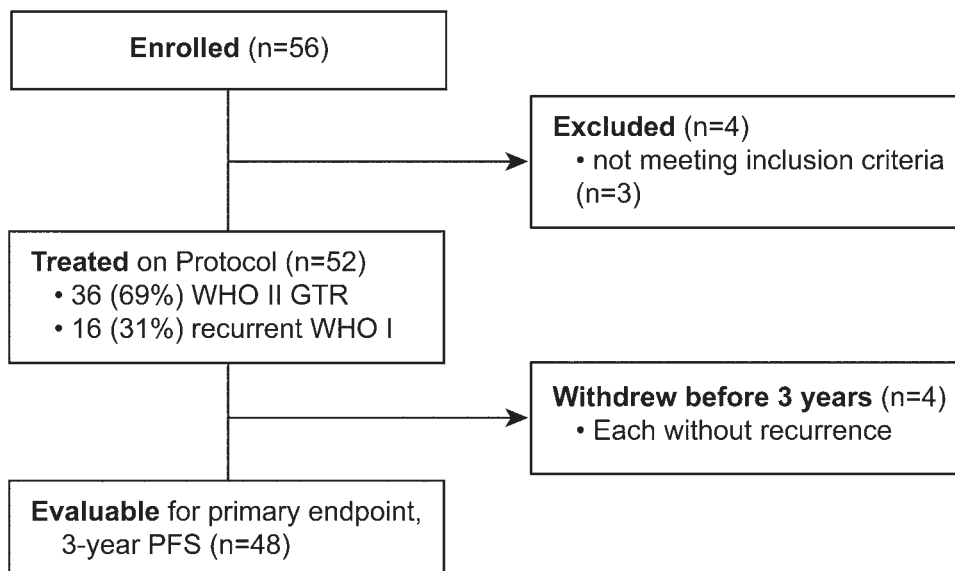 Enrolled (n=56)
Excluded (n=4)
• not meeting inclusion criteria
(n=3)
Treated on Protocol (n=52)
• 36 (69%) WHO II GTR
• 16 (31%) recurrent WHO I
Withdrew before 3 years (n=4)
• Each without recurrence
Evaluable for primary endpoint,
3-year PFS (n=48)